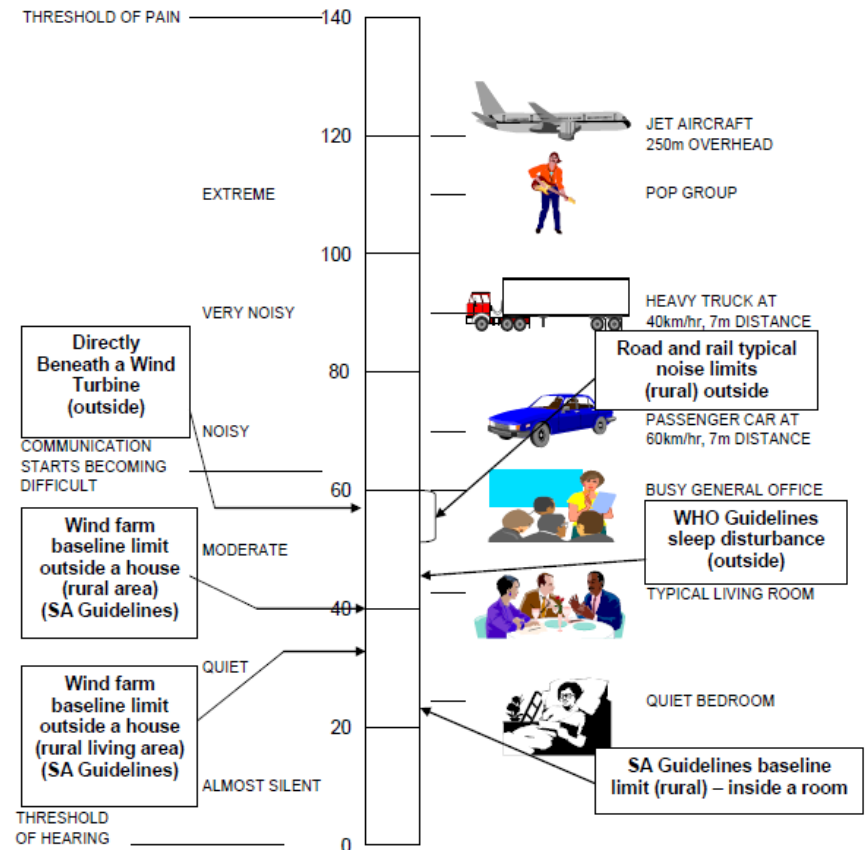 THRESHOLD OF PAIN
140
120
JET AIRCRAFT
250m OVERHEAD
EXTREME
POP GROUP
100
VERY NOISY
HEAVY TRUCK AT
40km/hr, 7m DISTANCE
Directly
Beneath a Wind
Turbine
(outside)
Road and rail typical
noise limits
(rural) outside
80
NOISY
PASSENGER CAR AT
60km/hr, 7m DISTANCE
COMMUNICATION
STARTS BECOMING
DIFFICULT
60
BUSY GENERAL OFFICE
Wind farm
baseline limit
outside a house
(rural area)
(SA Guidelines)
MODERATE
WHO Guidelines
sleep disturbance
(outside)
40
TYPICAL LIVING ROOM
QUIET
Wind farm
baseline limit
outside a house
(rural living area)
(SA Guidelines)
QUIET BEDROOM
20
SA Guidelines baseline
limit (rural) – inside a room
ALMOST SILENT
THRESHOLD
OF HEARING
0